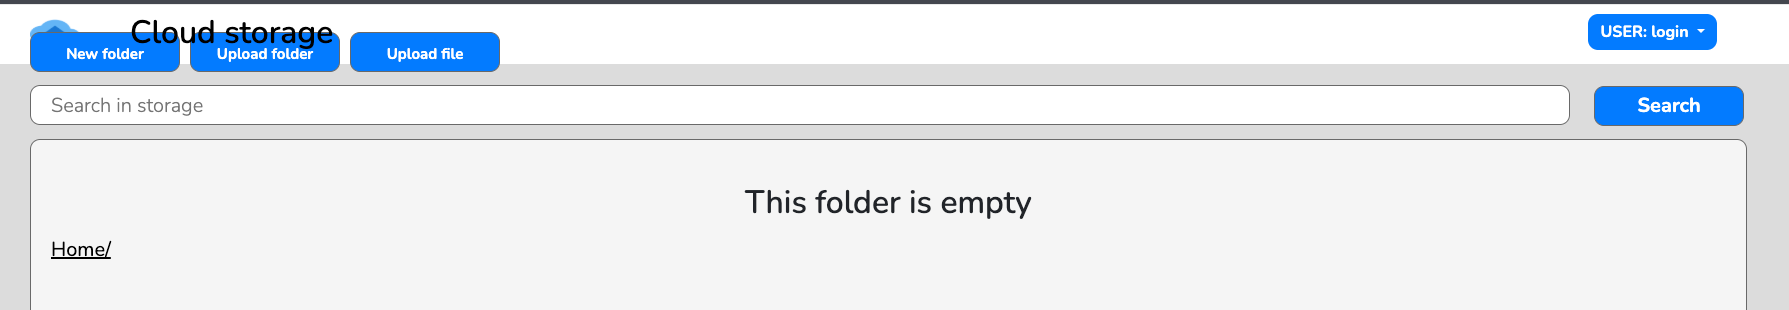 Cloud storage
USER: login
New folder
Upload folder
Upload file
Search in storage
Search
This folder is empty
Home/